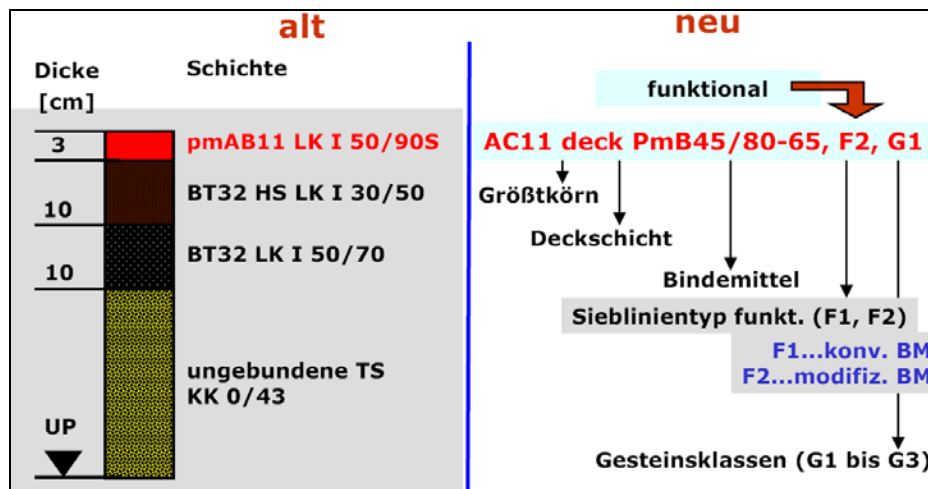 alt
Dicke
[cm]
Schichte
3
pmAB11 LK I 50/90S
10
BT32 HS LK I 30/50
10
BT32 LK I 50/70
ungebundene TS
KK 0/43
UP
neu
funktional
AC11 deck PmB45/80-65, F2, G1
Größtkörn
Deckschicht
Bindemittel
Sieblinientyp funkt. (F1, F2)
F1...konv. BM
F2...modifiz. BM
Gesteinsklassen (G1 bis G3)